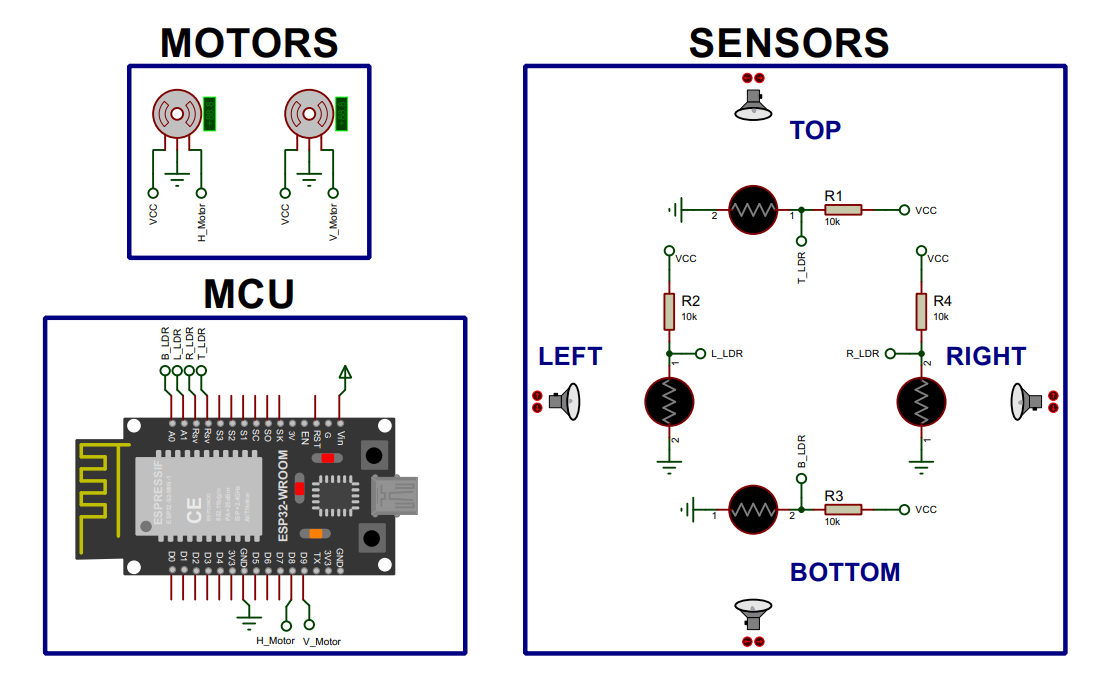 MOTORS
VCC
H_Motor
VCC
V_Motor
MCU
B_LDR
L_LDR
R_LDR
T_LDR
A0
A1
Rsv
Rsv
S3
S2
S1
SC
SO
SK
3V
EN
RST
G
Vin
ESPRESSIF
CE
ESP32-WROOM
D0
D1
D2
D3
D4
3V3
GND
D5
D6
D7
D8
D9
TX
3V3
GND
H_Motor
V_Motor
SENSORS
TOP
2
1
R1
10k
VCC
T_LDR
VCC
R2
10k
LEFT
L_LDR
1
2
VCC
R4
10k
R_LDR
RIGHT
2
1
B_LDR
1
2
R3
10k
VCC
BOTTOM